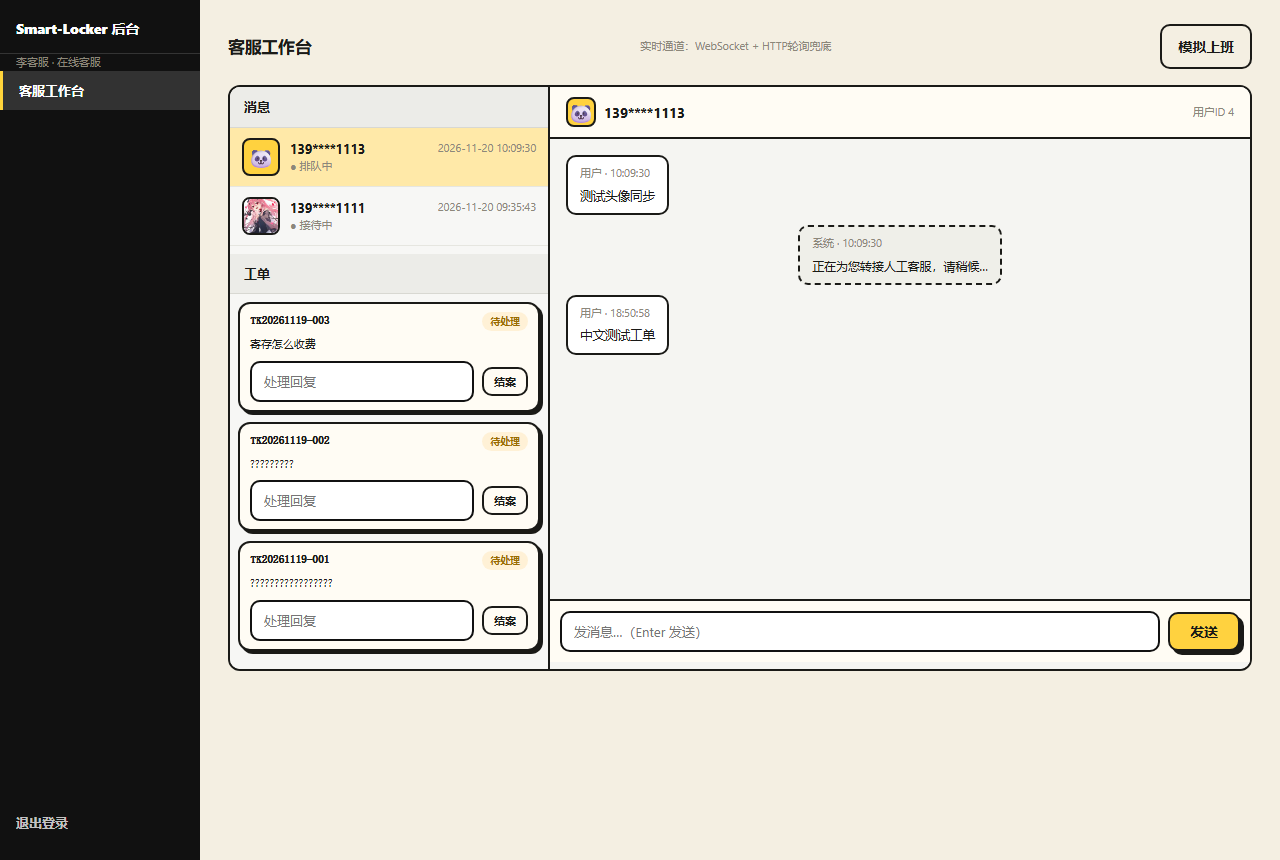 Smart-Locker 后台
李客服 · 在线客服
客服工作台
退出登录
客服工作台
实时通道：WebSocket + HTTP轮询兜底
模拟上班
消息
139****1113
2026-11-20 10:09:30
● 排队中
139****1111
2026-11-20 09:35:43
● 接待中
工单
TK20261119-003
待处理
寄存怎么收费
处理回复
结案
TK20261119-002
待处理
?????????
处理回复
结案
TK20261119-001
待处理
?????????????????
处理回复
结案
139****1113
用户ID 4
用户 · 10:09:30
测试头像同步
系统 · 10:09:30
正在为您转接人工客服，请稍候...
用户 · 18:50:58
中文测试工单
发消息...（Enter 发送）
发送